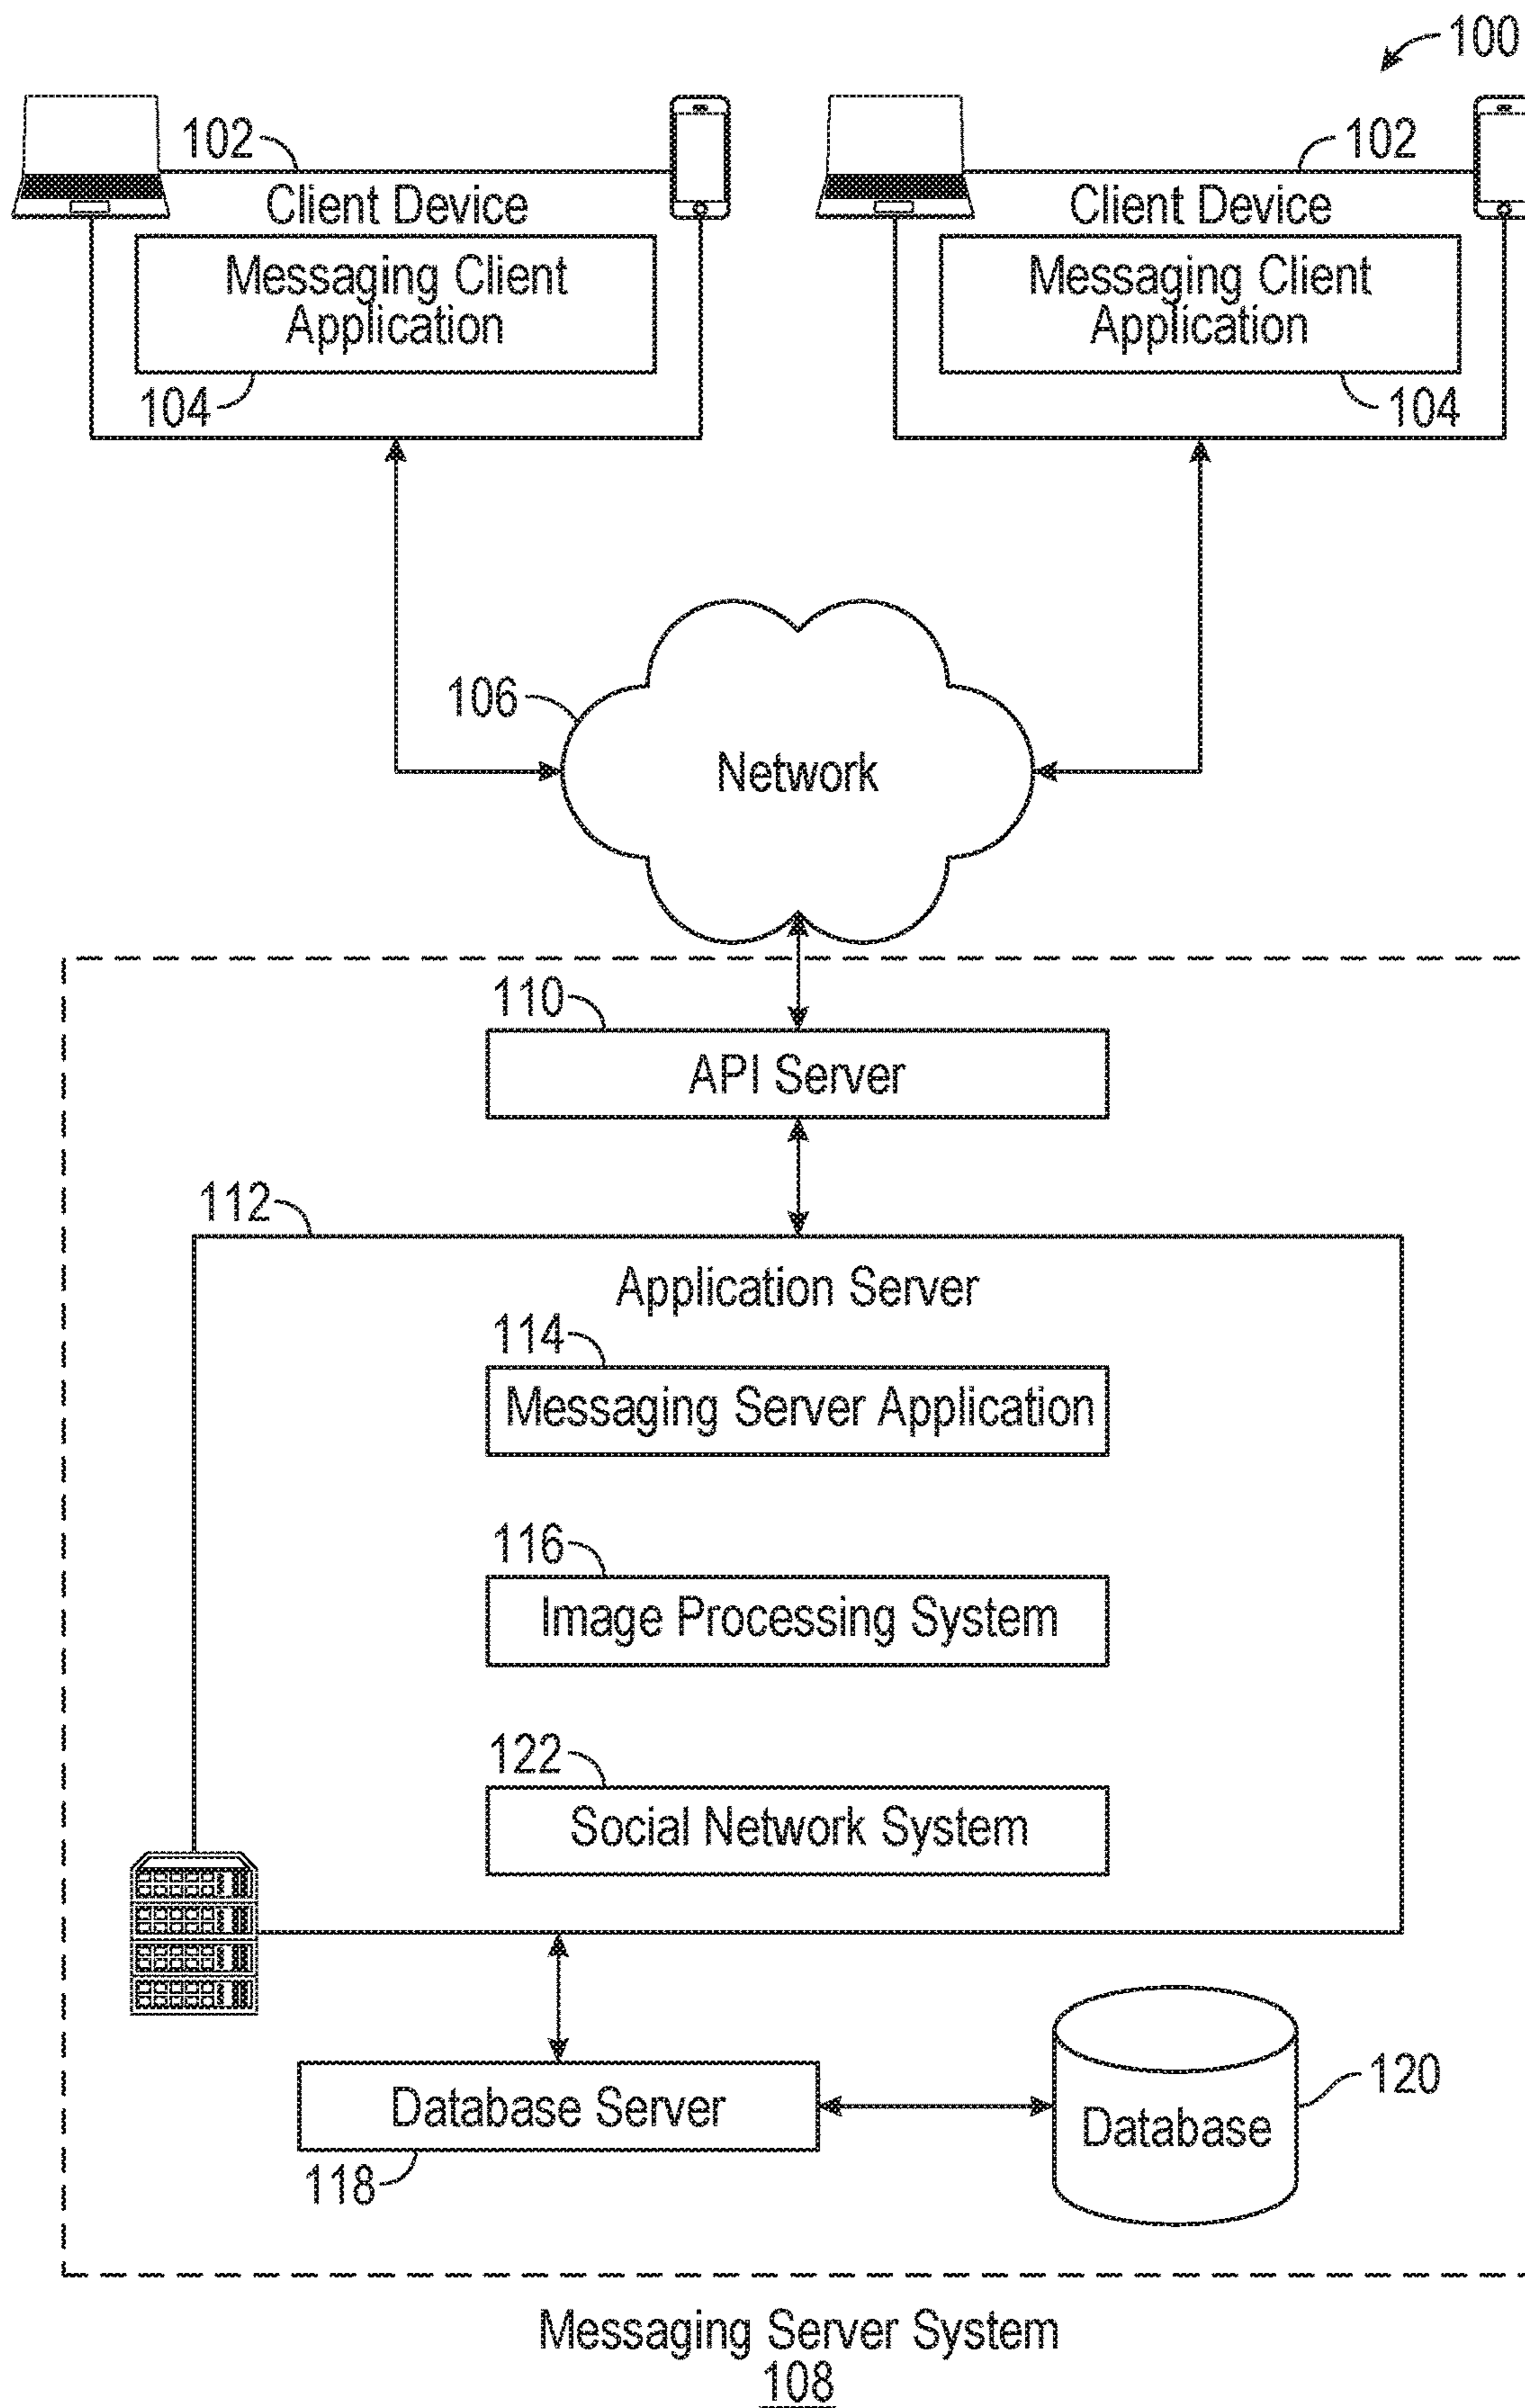 100
102
102
Client Device
Client Device
Messaging Client
Application
Messaging Client
Application
104
104
106
Network
110
API Server
112
Application Server
114
Messaging Server Application
116
Image Processing System
122
Social Network System
Database Server
118
Database
120
Messaging Server System
108